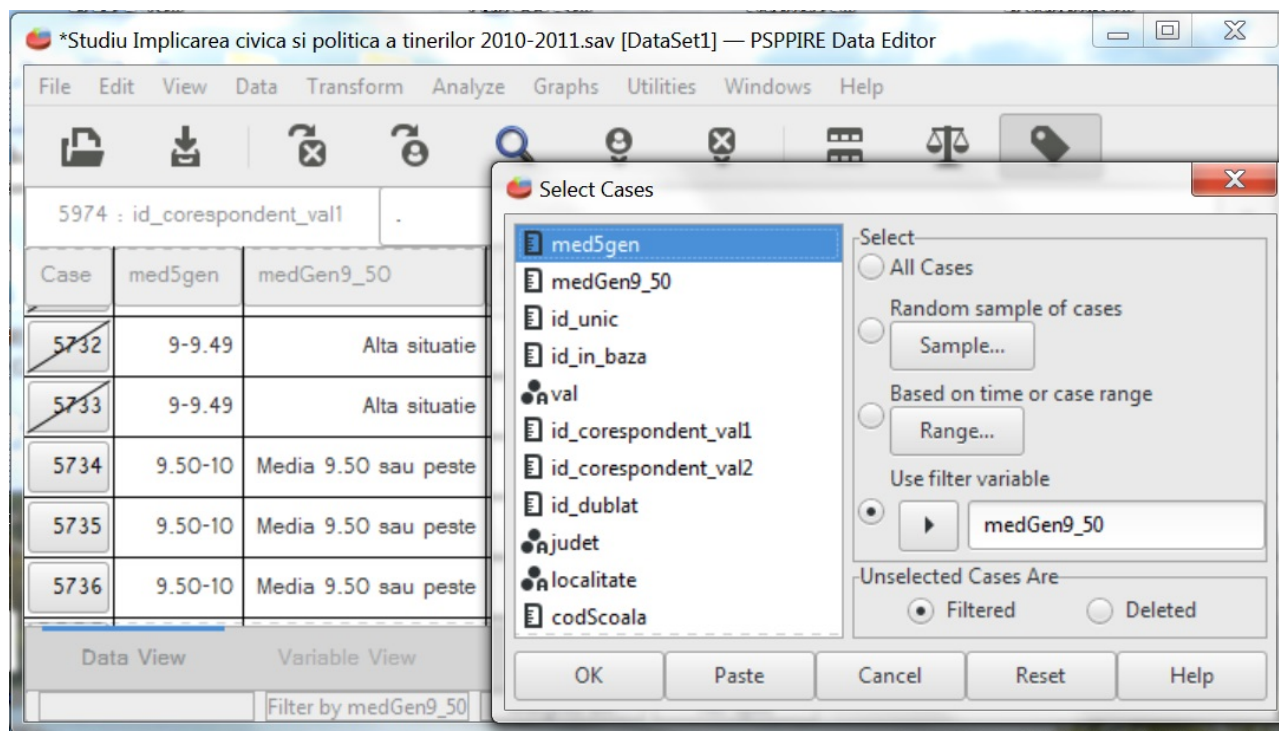 *Studiu Implicarea civica si politica a tinerilor 2010-2011.sav [DataSet1] — PSPPIRE Data Editor
File Edit View Data Transform Analyze Graphs Utilities Windows Help
5974 : id_corespondent_val1 .
Case med5gen medGen9_50
5732 9-9.49 Alta situatie
5733 9-9.49 Alta situatie
5734 9.50-10 Media 9.50 sau peste
5735 9.50-10 Media 9.50 sau peste
5736 9.50-10 Media 9.50 sau peste
Data View Variable View
Filter by medGen9_50
Select Cases
med5gen
medGen9_50
id_unic
id_in_baza
val
id_corespondent_val1
id_corespondent_val2
id_dublat
judet
localitate
codScoala
Select
All Cases
Random sample of cases
Sample...
Based on time or case range
Range...
Use filter variable
medGen9_50
Unselected Cases Are
Filtered Deleted
OK Paste Cancel Reset Help